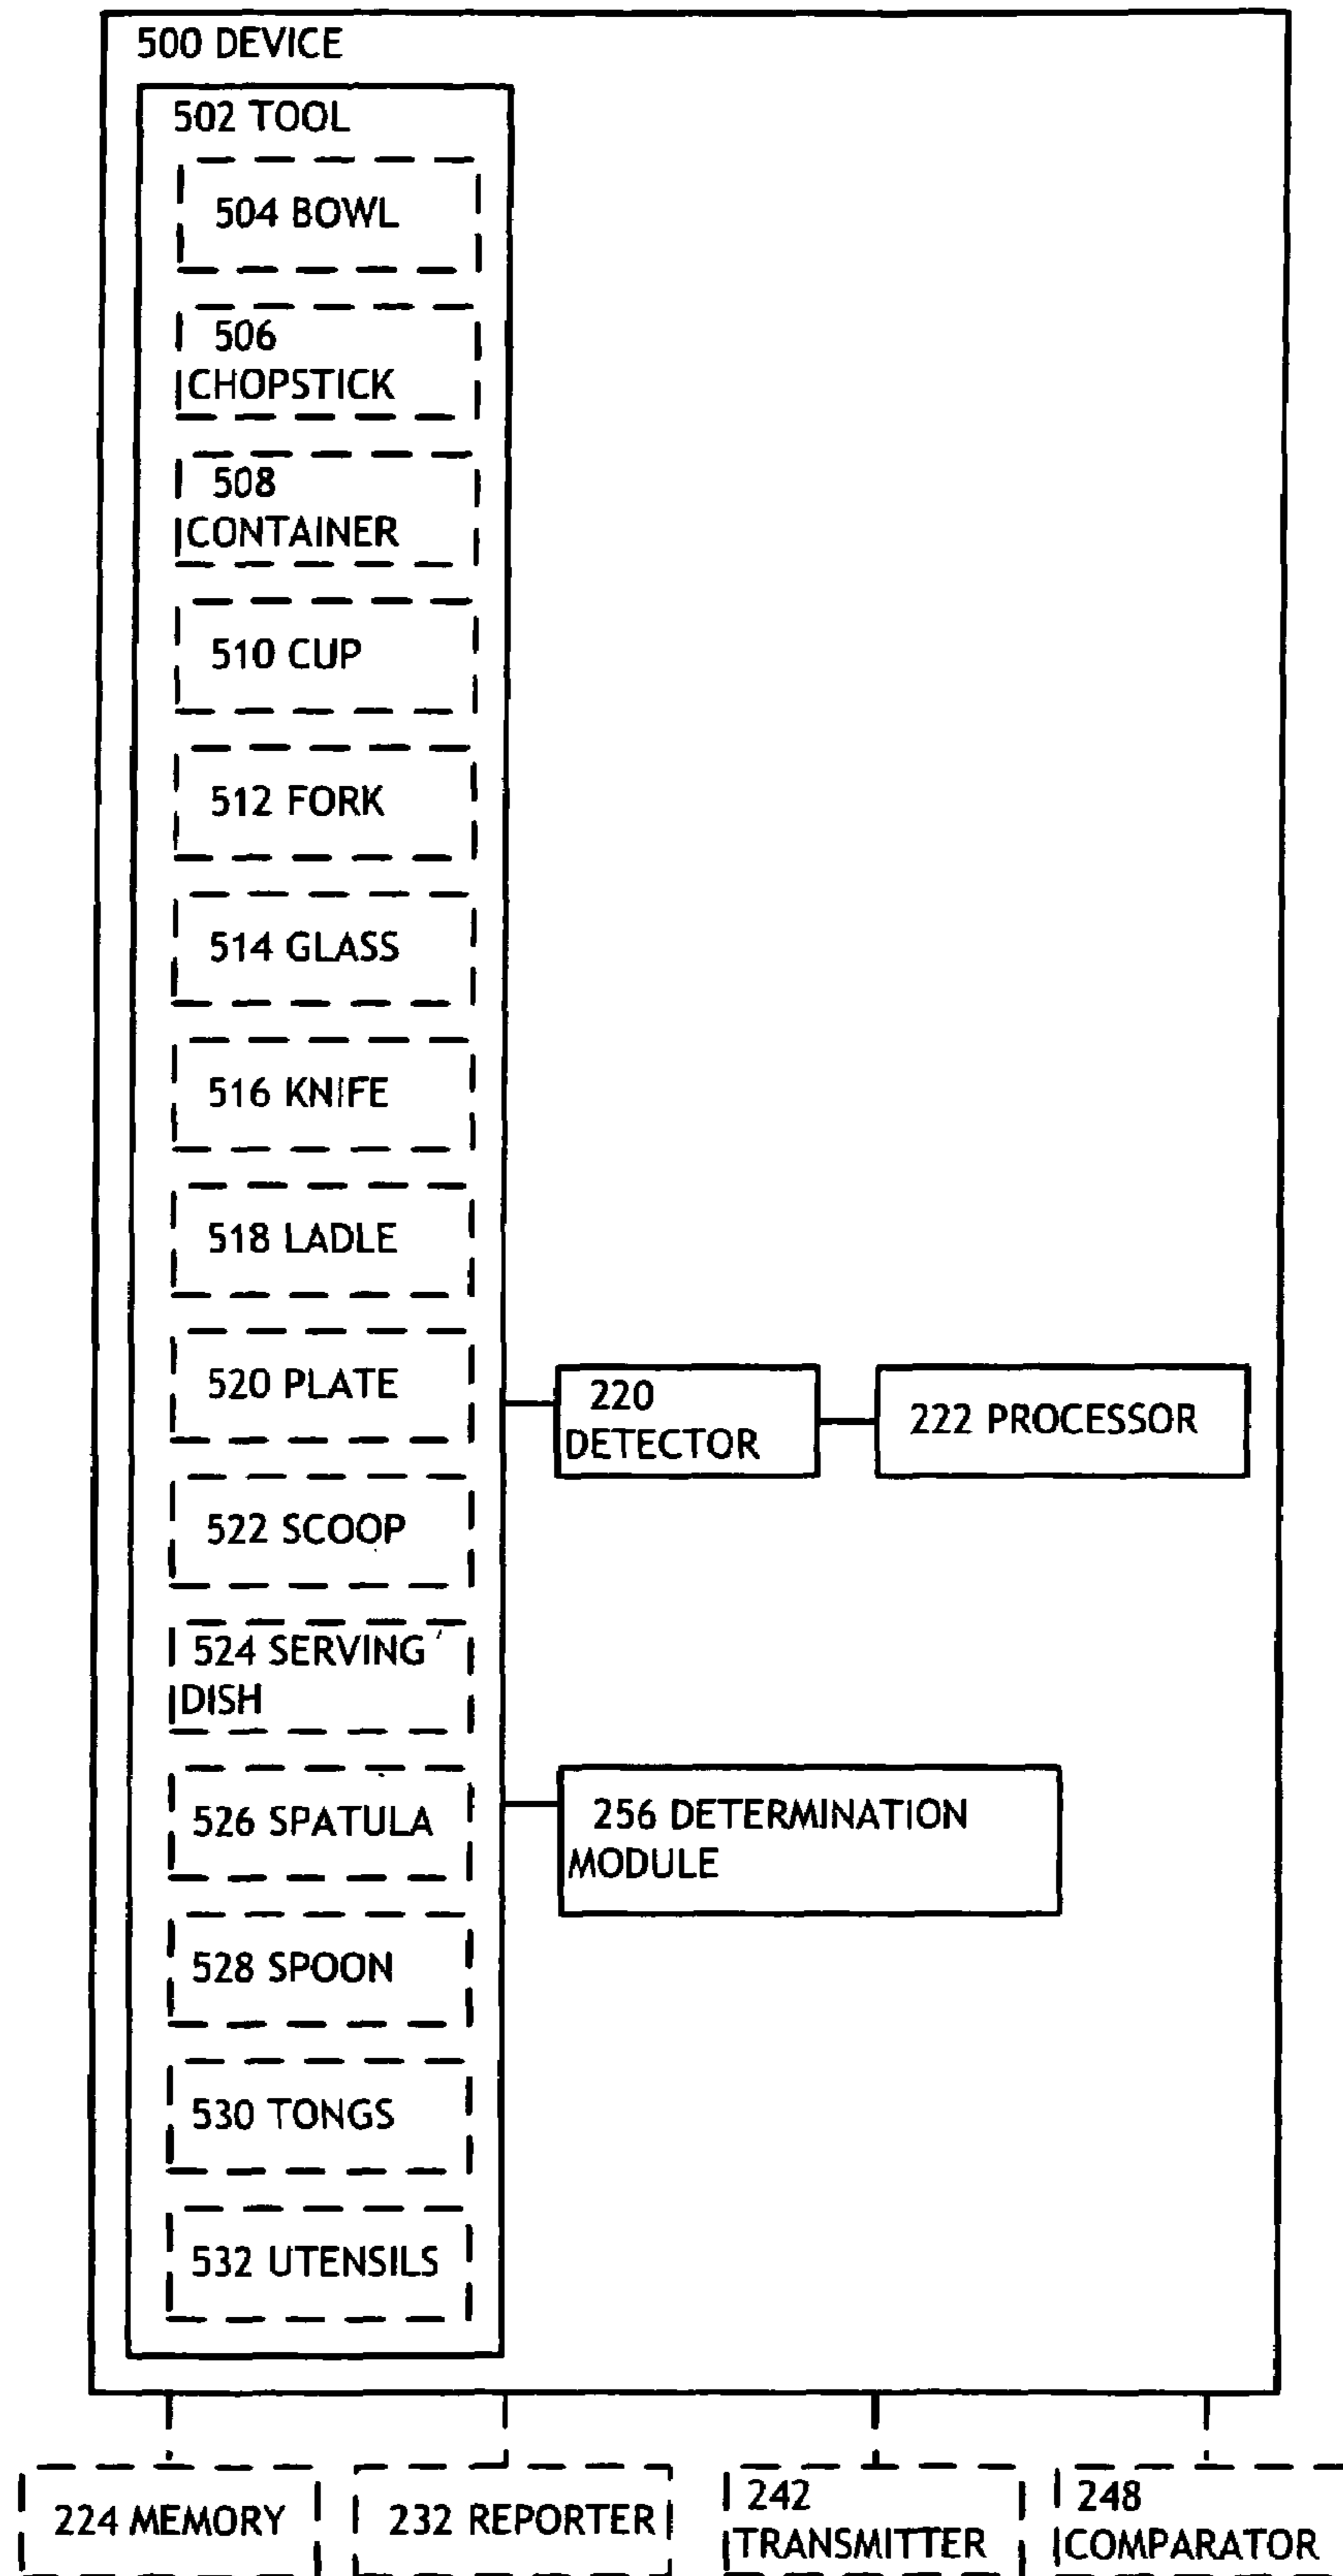 500 DEVICE
502 TOOL
504 BOWL
506
CHOPSTICK
508
CONTAINER
510 CUP
512 FORK
514 GLASS
516 KNIFE
518 LADLE
520 PLATE
522 SCOOP
524 SERVING
DISH
526 SPATULA
528 SPOON
530 TONGS
532 UTENSILS
220
DETECTOR
222 PROCESSOR
256 DETERMINATION
MODULE
224 MEMORY
232 REPORTER
242
TRANSMITTER
248
COMPARATOR